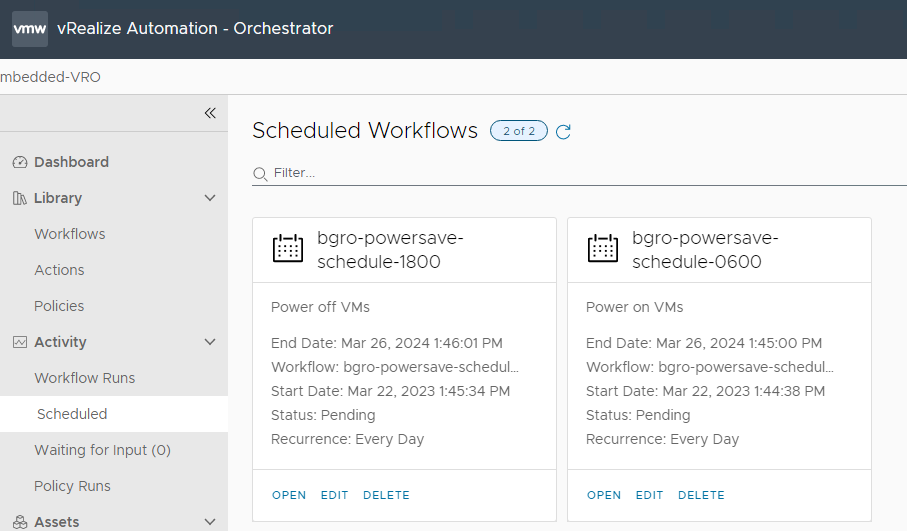 vmw vRealize Automation - Orchestrator
mbedded-VRO
Dashboard
Library
Workflows
Actions
Policies
Activity
Workflow Runs
Scheduled
Waiting for Input (0)
Policy Runs
Assets
Scheduled Workflows 2 of 2
Filter...
bgro-powersave-
schedule-1800
Power off VMs
End Date: Mar 26, 2024 1:46:01 PM
Workflow: bgro-powersave-schedul...
Start Date: Mar 22, 2023 1:45:34 PM
Status: Pending
Recurrence: Every Day
OPEN EDIT DELETE
bgro-powersave-
schedule-0600
Power on VMs
End Date: Mar 26, 2024 1:45:00 PM
Workflow: bgro-powersave-schedul...
Start Date: Mar 22, 2023 1:44:38 PM
Status: Pending
Recurrence: Every Day
OPEN EDIT DELETE